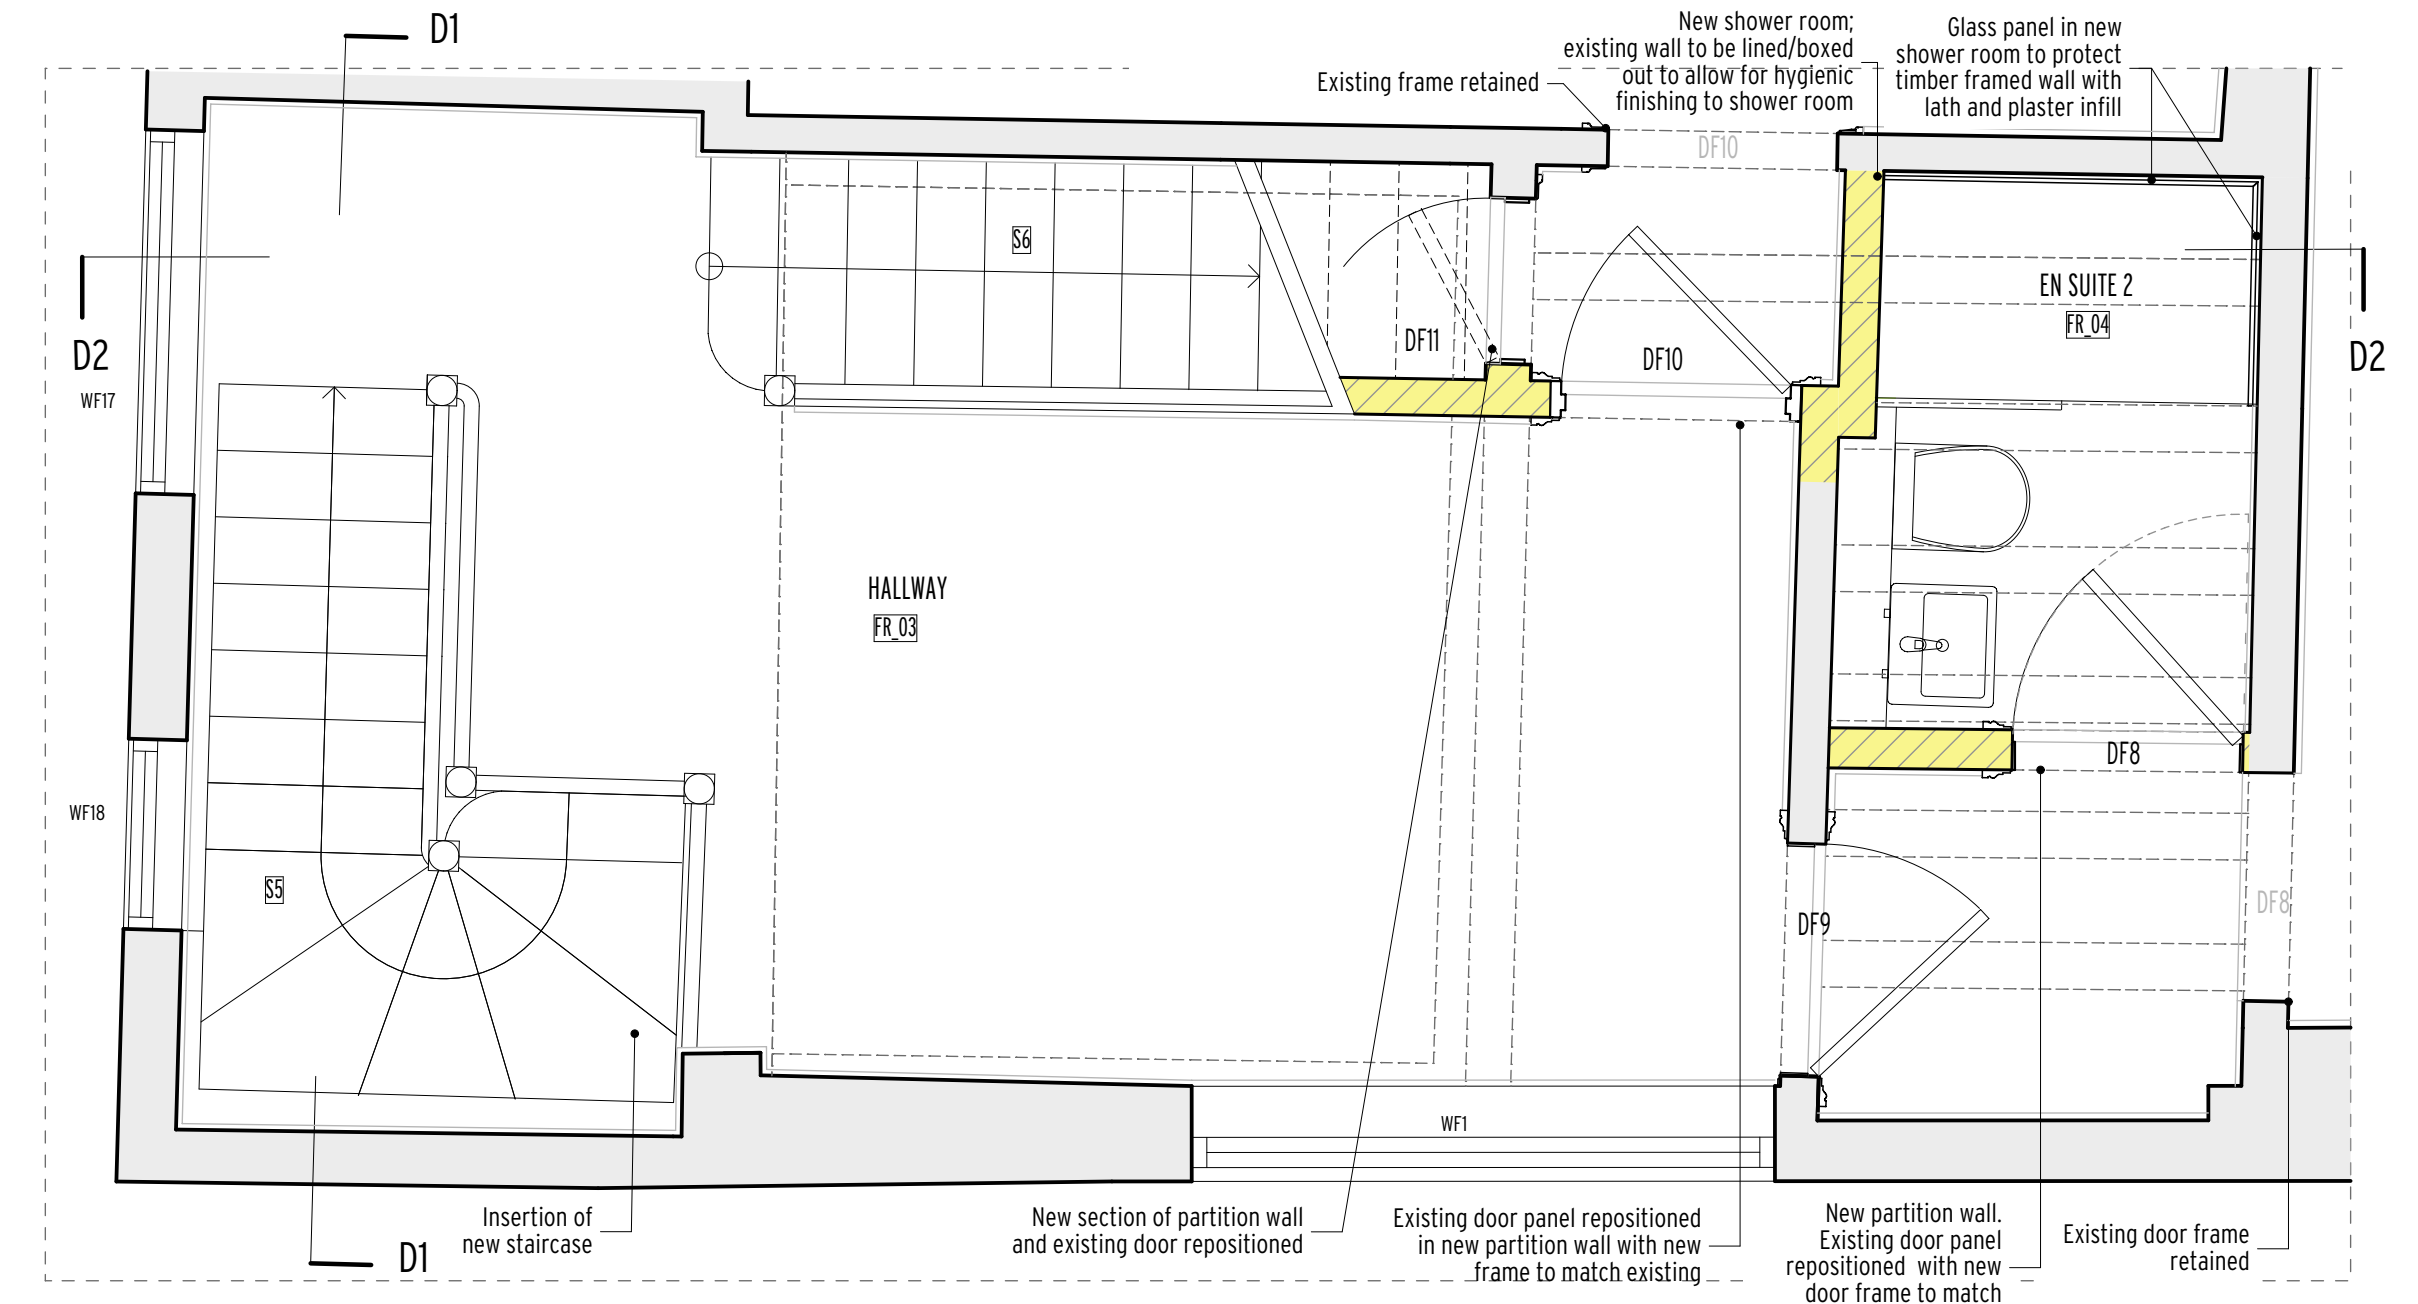 D1
New shower room;
existing wall to be lined/boxed
out to allow for hygienic
finishing to shower room
Glass panel in new
shower room to protect
timber framed wall with
lath and plaster infill
Existing frame retained
DF10
S6
EN SUITE 2
FR_04
DF11
DF10
D2
D2
WF17
HALLWAY
FR_03
DF8
WF18
S5
DF8
DF9
WF1
Insertion of
new staircase
D1
New section of partition wall
and existing door repositioned
Existing door panel repositioned
in new partition wall with new
frame to match existing
New partition wall.
Existing door panel
repositioned with new
door frame to match
Existing door frame
retained